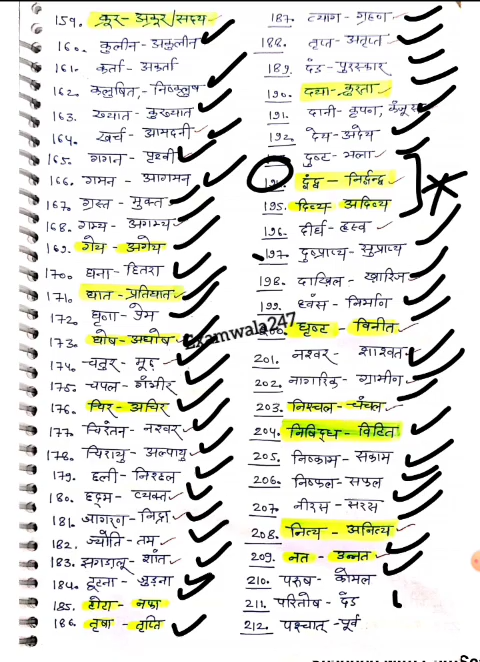 159. क्रूर - अक्रूर/सदय
160. कुलीन - अकुलीन
161. कर्ता - अकर्ता
162. कलुषित - निष्कलुष
163. ख्यात - कुख्यात
164. खर्च - आमदनी
165. गगन - पृथ्वी
166. गमन - आगमन
167. ग्रस्त - मुक्त
168. गम्य - अगम्य
169. गेय - अगेय
170. घना - छितरा
171. घात - प्रतिघात
172. घृणा - प्रेम
173. घोष - अघोष
174. चतुर - मूढ़
175. चपल - गंभीर
176. चिर - अचिर
177. चिरंतन - नश्वर
178. चिरायु - अल्पायु
179. छली - निश्छल
180. छद्म - व्यक्त
181. जागरण - निद्रा
182. ज्योति - तम
183. झगड़ालू - शांत
184. टूटना - जुड़ना
185. टोटा - नफा
186. तृषा - तृप्ति
187. त्याग - ग्रहण
188. तृप्त - अतृप्त
189. दंड - पुरस्कार
190. दया - क्रूरता
191. दानी - कृपण, कंजूस
192. देय - अदेय
दुष्ट - भला
194. द्वंद्व - निर्द्वन्द्व
195. दिव्य - अदिव्य
196. दीर्घ - ह्रस्व
197. दुष्प्राप्य - सुप्राप्य
198. दाखिल - खारिज
199. ध्वंस - निर्माण
200. धृष्ट - विनीत
201. नश्वर - शाश्वत
202. नागरिक - ग्रामीण
203. निश्चल - चंचल
204. निषिद्ध - विहित
205. निष्काम - सकाम
206. निष्फल - सफल
207. नीरस - सरस
208. नित्य - अनित्य
209. नत - उन्नत
210. परुष - कोमल
211. परितोष - दंड
212. पश्चात् - पूर्व
Examwala247